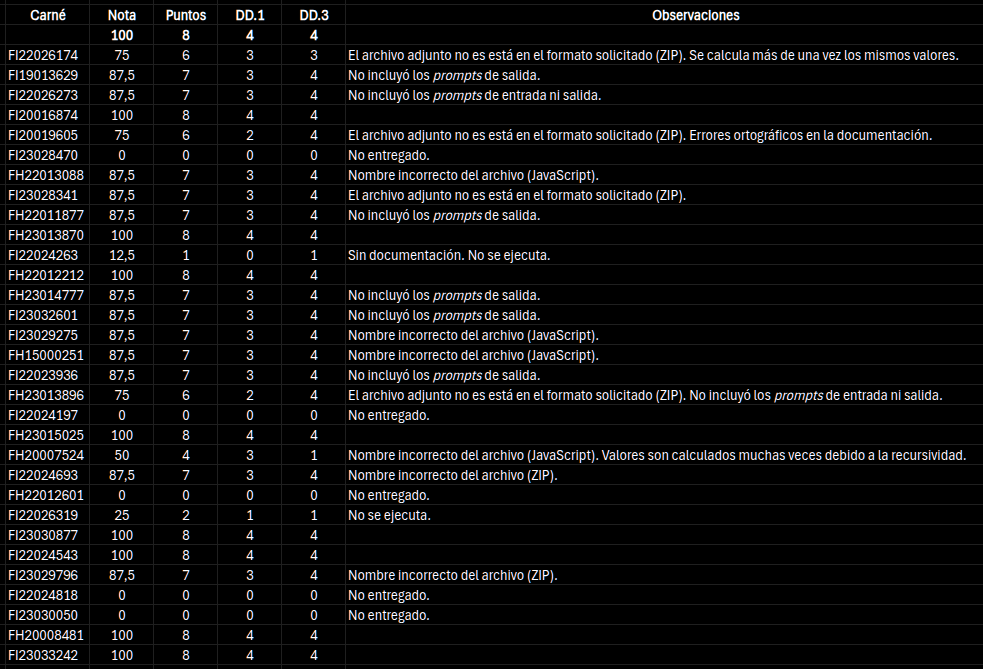 Carné Nota Puntos DD.1 DD.3 Observaciones
100 8 4 4
FI22026174 75 6 3 3 El archivo adjunto no es está en el formato solicitado (ZIP). Se calcula más de una vez los mismos valores.
FI19013629 87,5 7 3 4 No incluyó los prompts de salida.
FI22026273 87,5 7 3 4 No incluyó los prompts de entrada ni salida.
FI20016874 100 8 4 4
FI20019605 75 6 2 4 El archivo adjunto no es está en el formato solicitado (ZIP). Errores ortográficos en la documentación.
FI23028470 0 0 0 0 No entregado.
FH22013088 87,5 7 3 4 Nombre incorrecto del archivo (JavaScript).
FI23028341 87,5 7 3 4 El archivo adjunto no es está en el formato solicitado (ZIP).
FH22011877 87,5 7 3 4 No incluyó los prompts de salida.
FH23013870 100 8 4 4
FI22024263 12,5 1 0 1 Sin documentación. No se ejecuta.
FH22012212 100 8 4 4
FH23014777 87,5 7 3 4 No incluyó los prompts de salida.
FI23032601 87,5 7 3 4 No incluyó los prompts de salida.
FI23029275 87,5 7 3 4 Nombre incorrecto del archivo (JavaScript).
FH15000251 87,5 7 3 4 Nombre incorrecto del archivo (JavaScript).
FI22023936 87,5 7 3 4 No incluyó los prompts de salida.
FH23013896 75 6 2 4 El archivo adjunto no es está en el formato solicitado (ZIP). No incluyó los prompts de entrada ni salida.
FI22024197 0 0 0 0 No entregado.
FH23015025 100 8 4 4
FH20007524 50 4 3 1 Nombre incorrecto del archivo (JavaScript). Valores son calculados muchas veces debido a la recursividad.
FI22024693 87,5 7 3 4 Nombre incorrecto del archivo (ZIP).
FH22012601 0 0 0 0 No entregado.
FI22026319 25 2 1 1 No se ejecuta.
FI23030877 100 8 4 4
FI22024543 100 8 4 4
FI23029796 87,5 7 3 4 Nombre incorrecto del archivo (ZIP).
FI22024818 0 0 0 0 No entregado.
FI23030050 0 0 0 0 No entregado.
FH20008481 100 8 4 4
FI23033242 100 8 4 4